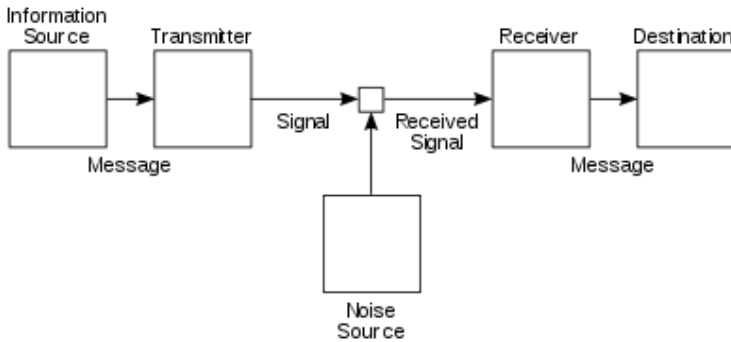 Information
Source
Transmitter
Receiver
Destination
Signal
Received
Signal
Message
Message
Noise
Source